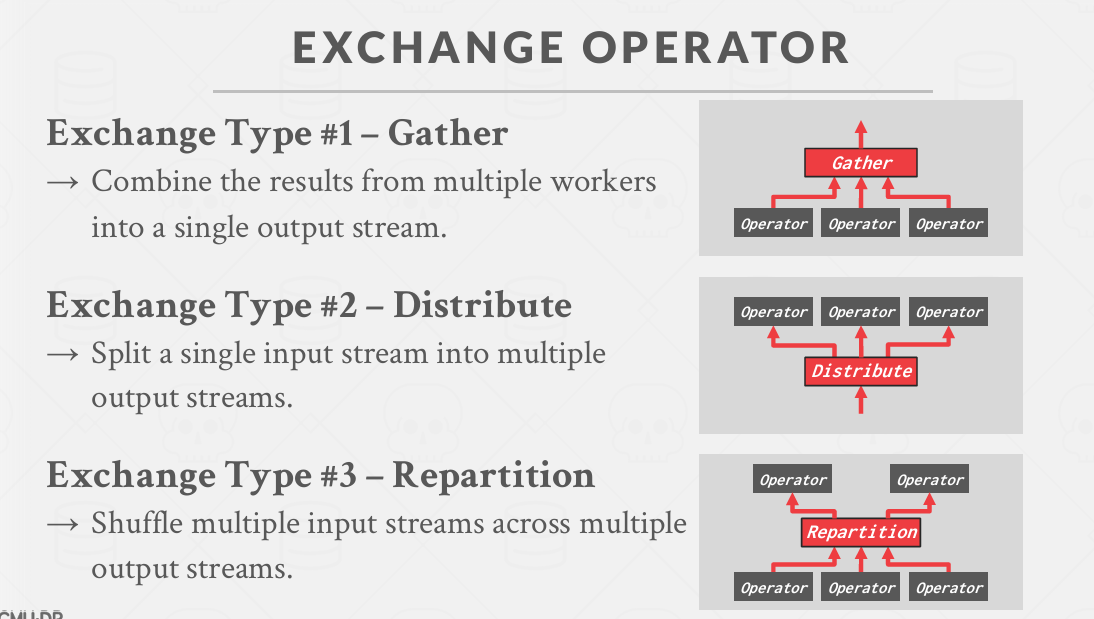 EXCHANGE OPERATOR
Exchange Type #1 – Gather
→ Combine the results from multiple workers
into a single output stream.
Gather
Operator Operator Operator
Exchange Type #2 – Distribute
→ Split a single input stream into multiple
output streams.
Operator Operator Operator
Distribute
Exchange Type #3 – Repartition
→ Shuffle multiple input streams across multiple
output streams.
Operator Operator
Repartition
Operator Operator Operator